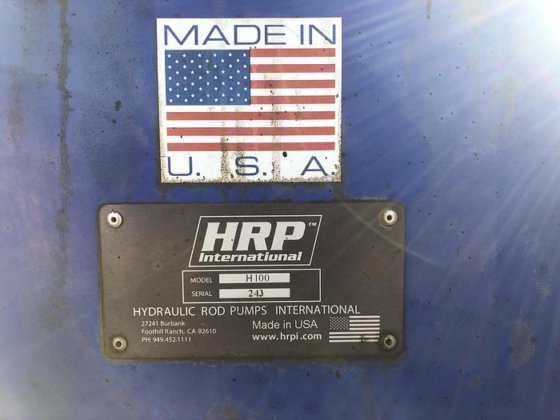 MADE IN
U. S. A.
HRP™
International
MODEL H100
SERIAL 243
HYDRAULIC ROD PUMPS INTERNATIONAL
27241 Burbank
Foothill Ranch, CA 92610
PH: 949.452.1111
Made in USA
www.hrpi.com